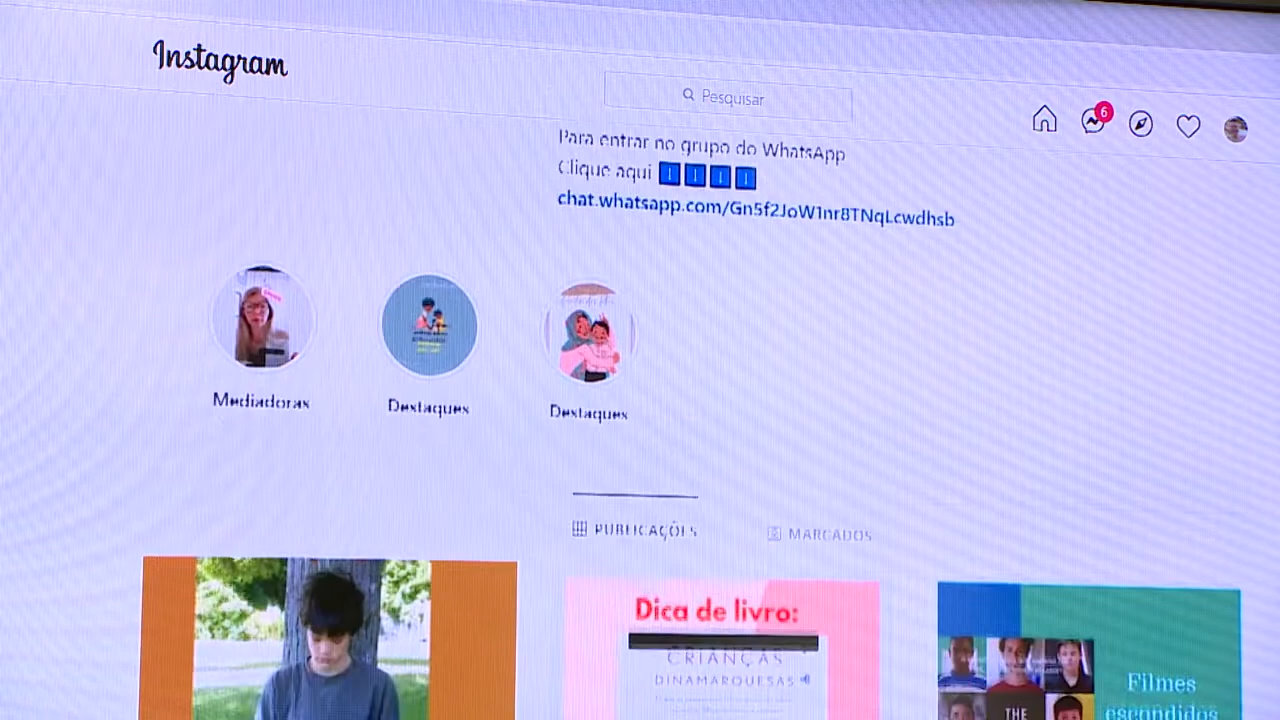 Instagram
Pesquisar
6
Para entrar no grupo do WhatsApp
Clique aqui
chat.whatsapp.com/Gn5f2JoW1nr8TNqLcwdhsb
Mediadoras
Destaques
Destaques
PUBLICAÇÕES
MARCADOS
Dica de livro:
CRIANÇAS
DINAMARQUESAS
THE
Filmes
escondidos